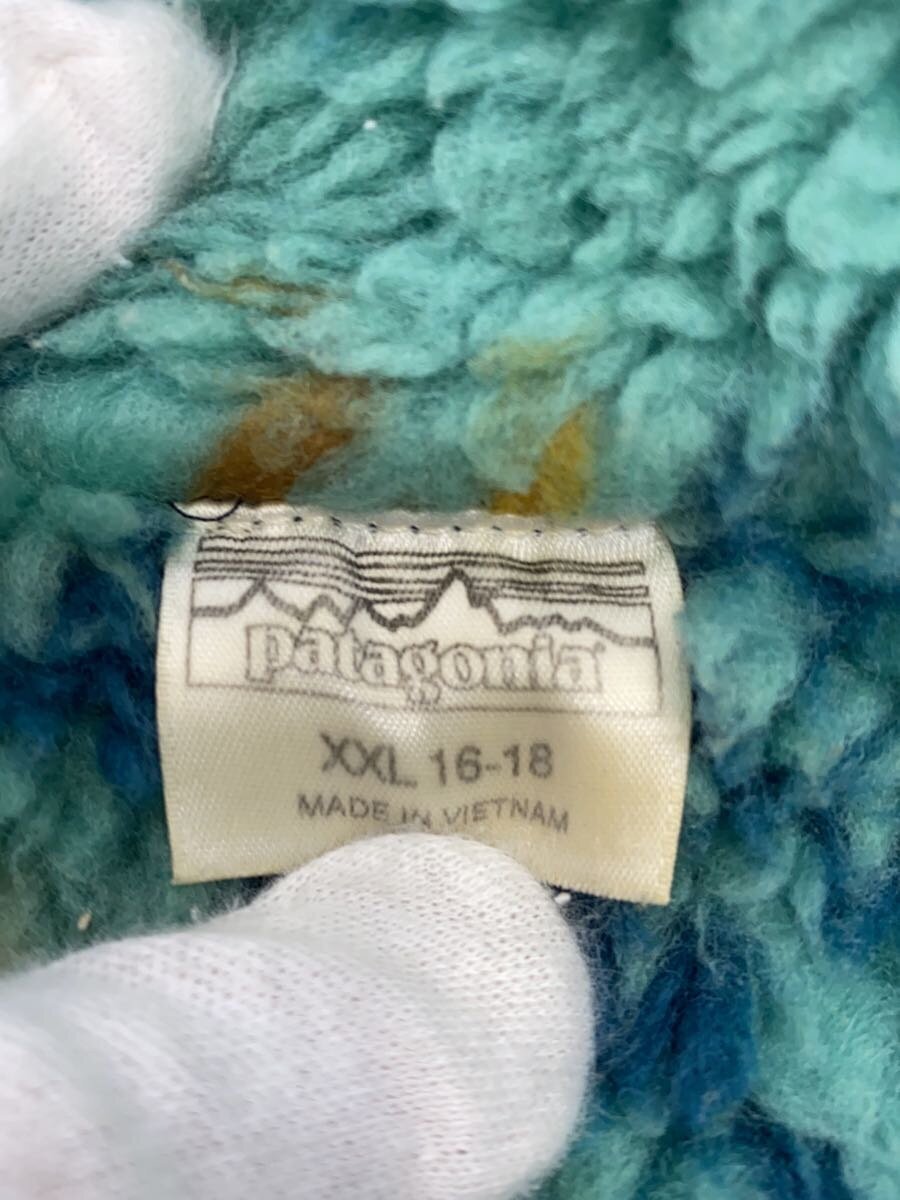 patagonia
XXL 16-18
MADE IN VIETNAM